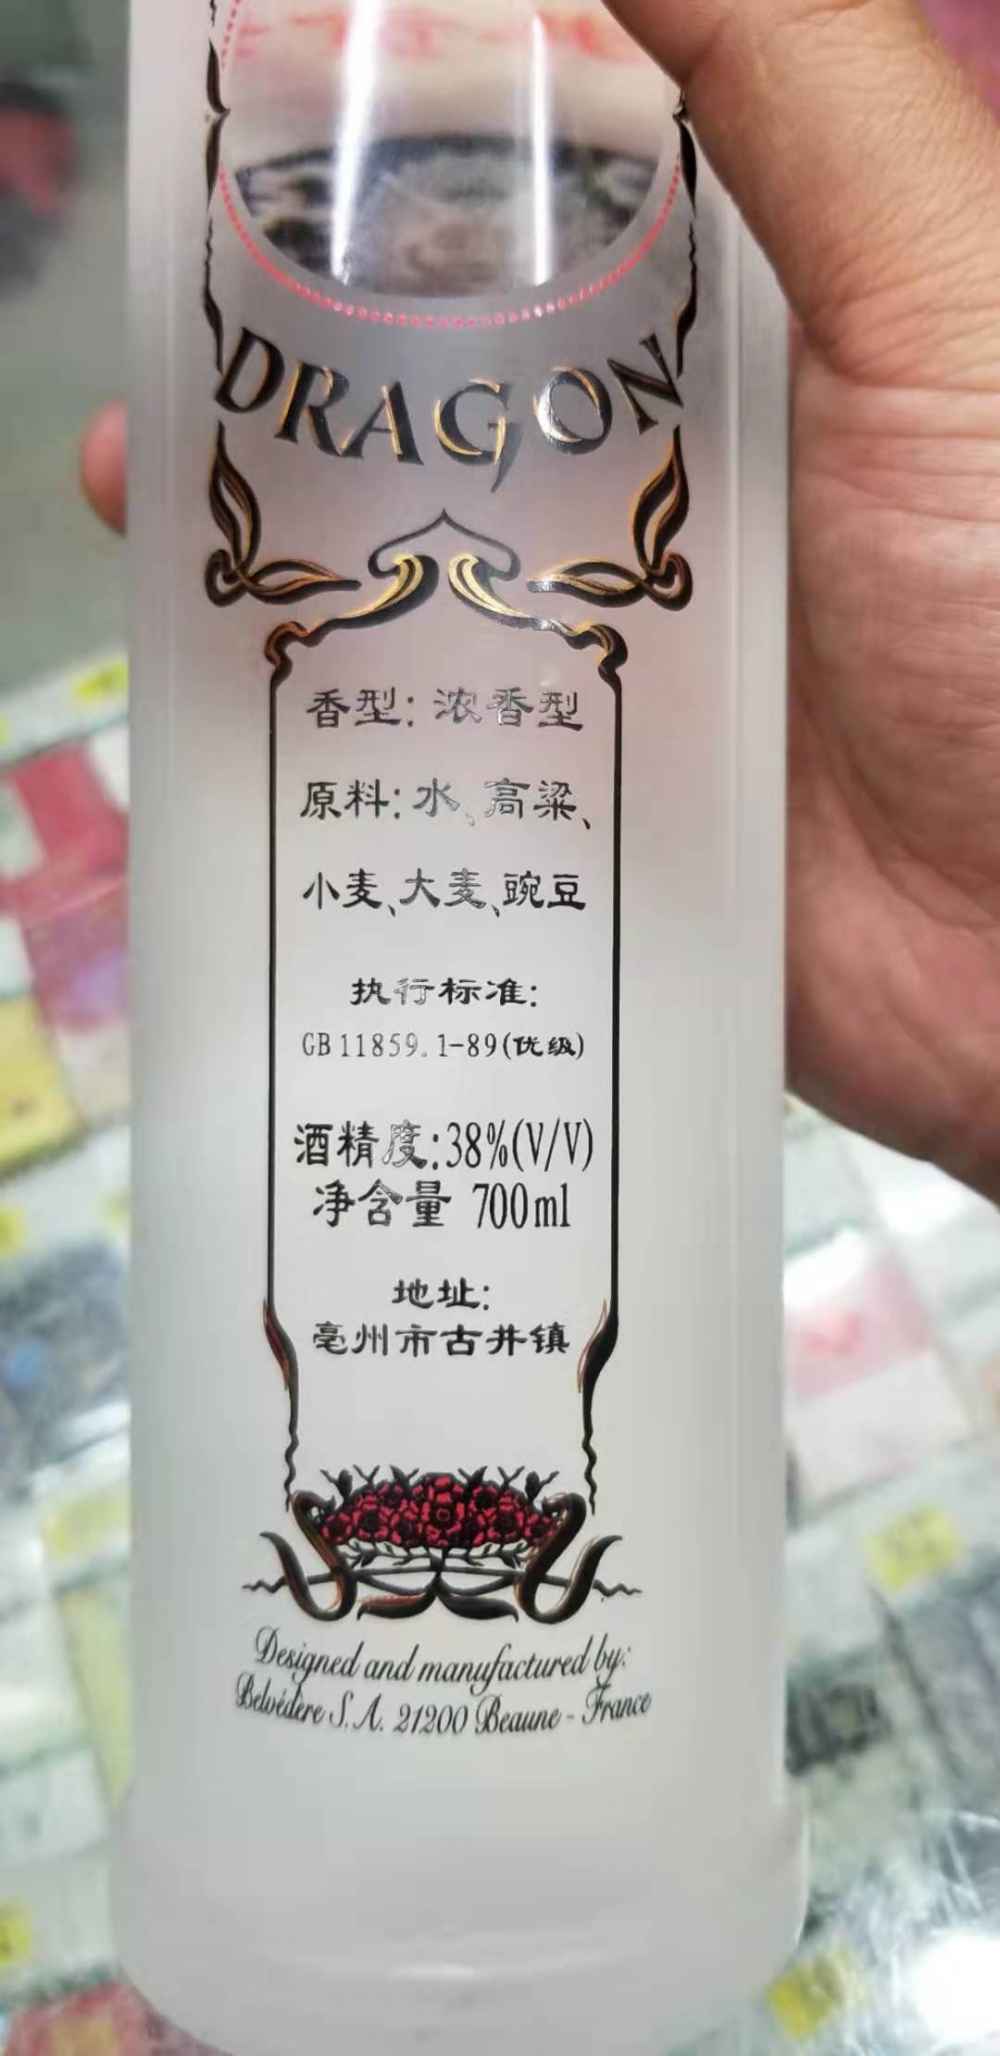 DRAGON
香型：浓香型
原料：水、高粱、
小麦、大麦、豌豆
执行标准：
GB 11859.1-89(优级)
酒精度：38%(V/V)
净含量 700ml
地址：
亳州市古井镇
Designed and manufactured by:
Belvédère S.A. 21200 Beaune - France